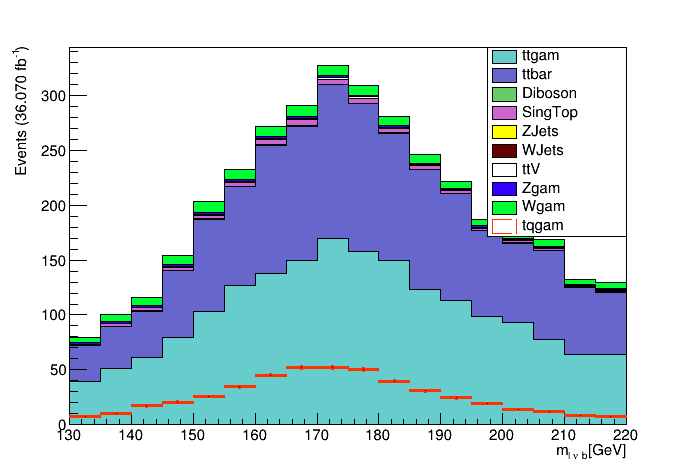 Events (36.070 fb⁻¹)
300
250
200
150
100
50
0
130 140 150 160 170 180 190 200 210 220
m_{l γ b}[GeV]
ttgam
ttbar
Diboson
SingTop
ZJets
WJets
ttV
Zgam
Wgam
tqgam